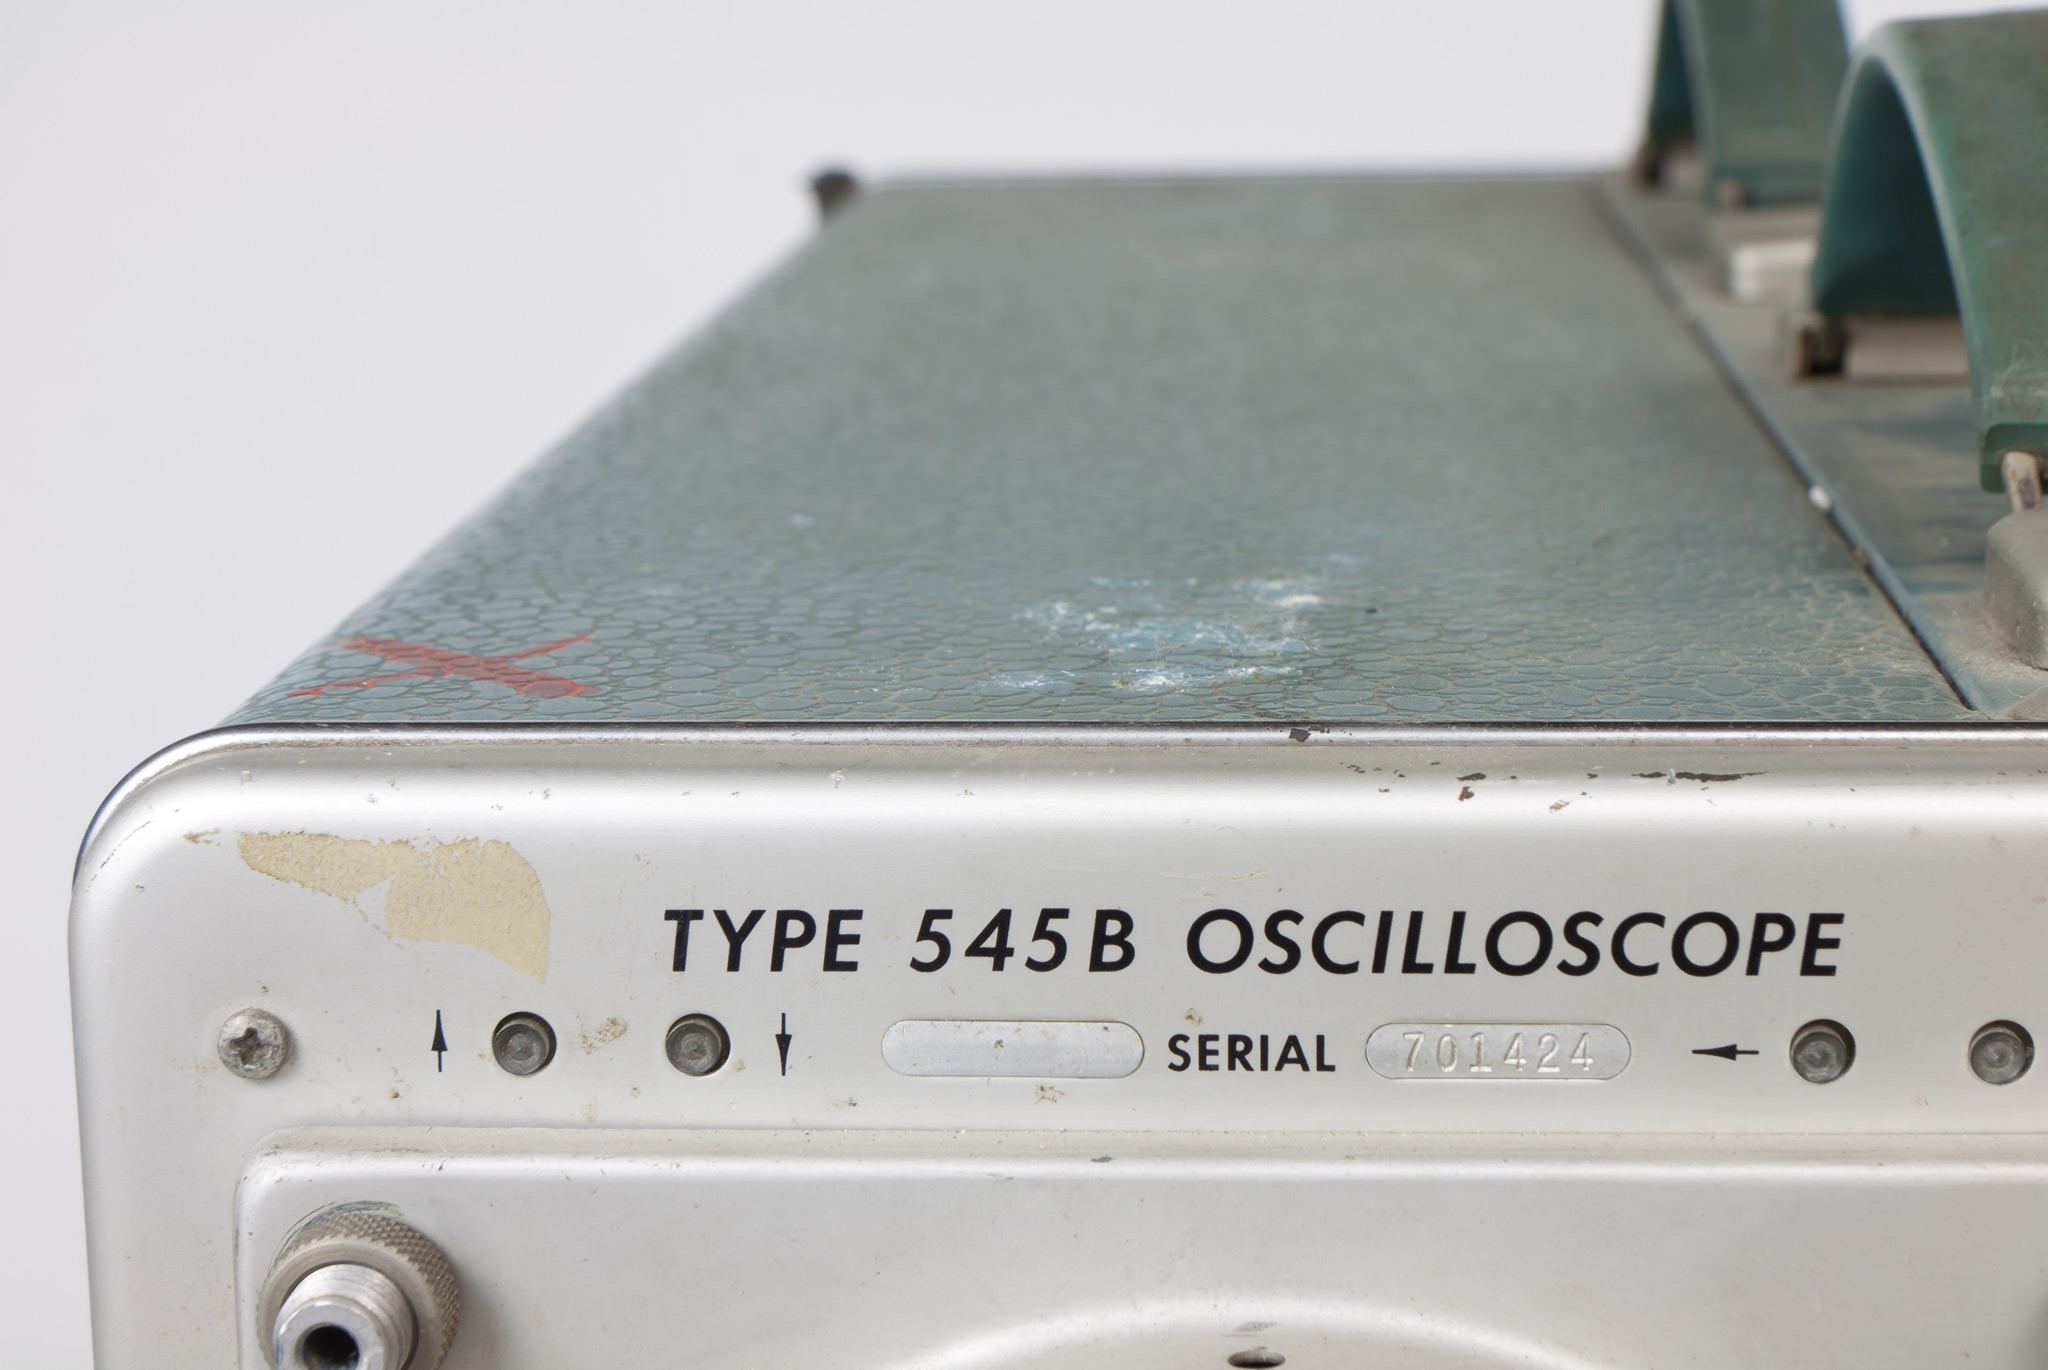 TYPE 545B OSCILLOSCOPE
SERIAL 701424